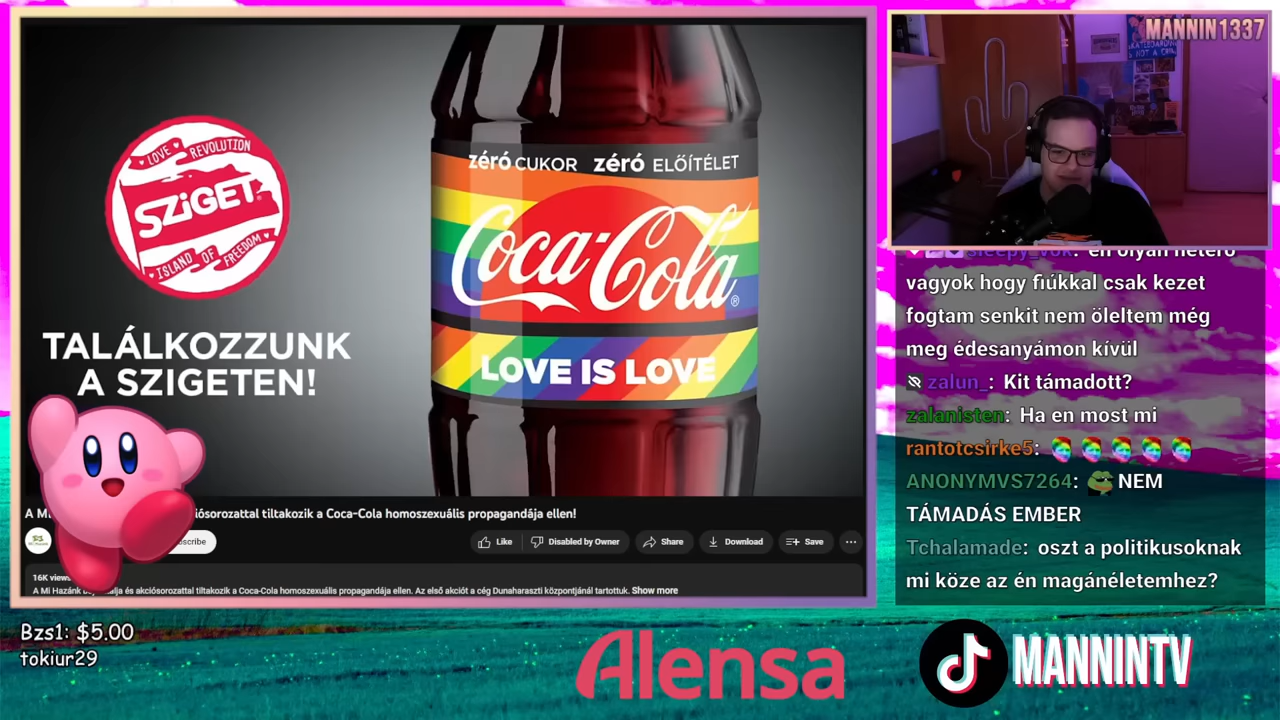 MANNIN1337
LOVE REVOLUTION
SZiGET
ISLAND OF FREEDOM
TALÁLKOZZUNK
A SZIGETEN!
zéró CUKOR zéró ELŐÍTÉLET
Coca-Cola®
LOVE IS LOVE
sleepy_vok: én olyan heteró
vagyok hogy fiúkkal csak kezet
fogtam senkit nem öleltem még
meg édesanyámon kívül
zalun_: Kit támadott?
zalanisten: Ha en most mi
rantotcsirke5:
ANONYMVS7264: NEM
TÁMADÁS EMBER
Tchalamade: oszt a politikusoknak
mi köze az én magánéletemhez?
A Mi akciósorozattal tiltakozik a Coca-Cola homoszexuális propagandája ellen!
Like Disabled by Owner Share Download Save
16K views
A Mi Hazánk és akciósorozattal tiltakozik a Coca-Cola homoszexuális propagandája ellen. Az első akciót a cég Dunaharaszti központjánál tartottuk. Show more
Bzs1: $5.00
tokiur29
Alensa
MANNINTV